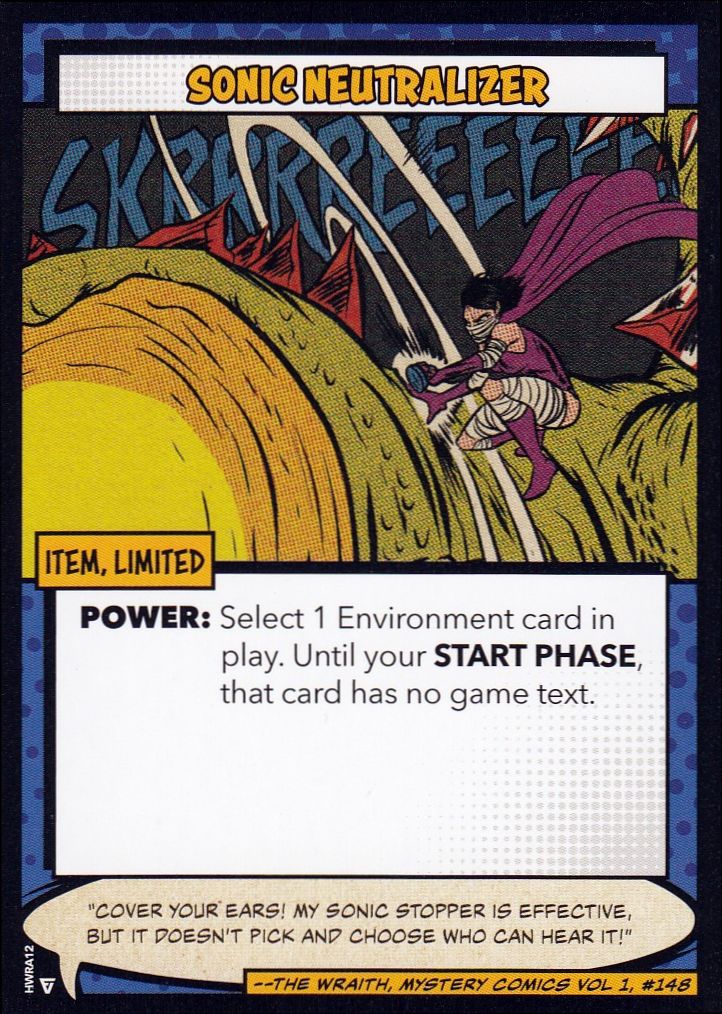 SONIC NEUTRALIZER
SKRARREEEEEEE
ITEM, LIMITED
POWER: Select 1 Environment card in
play. Until your START PHASE,
that card has no game text.
"COVER YOUR EARS! MY SONIC STOPPER IS EFFECTIVE,
BUT IT DOESN'T PICK AND CHOOSE WHO CAN HEAR IT!"
--THE WRAITH, MYSTERY COMICS VOL 1, #148
HWRA12